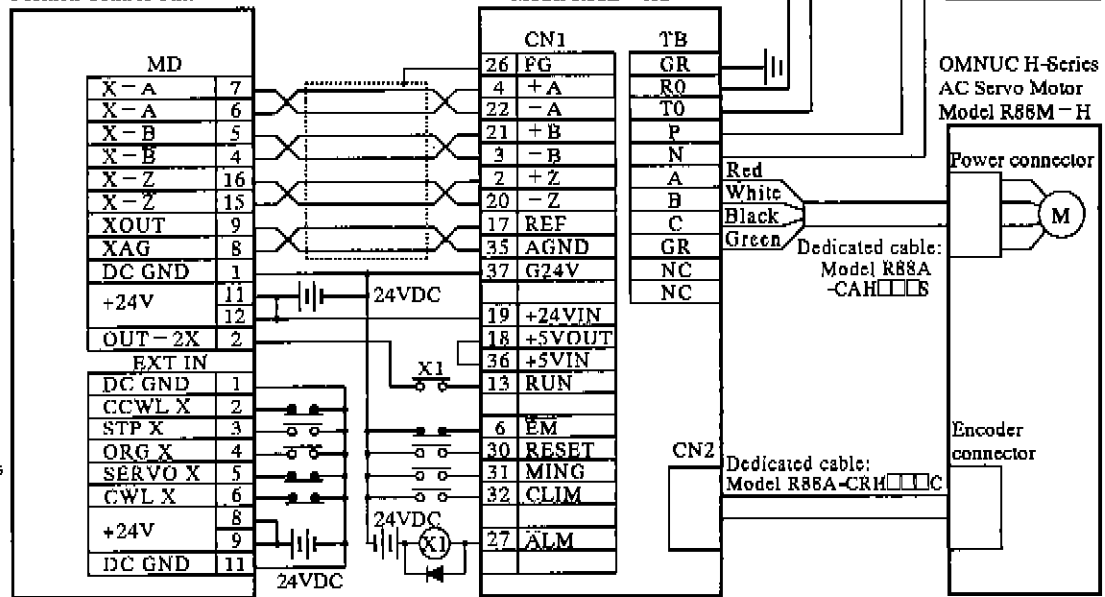 MD
X-A 7
X-A̅ 6
X-B 5
X-B̅ 4
X-Z 16
X-Z̅ 15
XOUT 9
XAG 8
DC GND 1
+24V 11
12
OUT-2X 2
EXT IN
DC GND 1
CCWL X 2
STP X 3
ORG X 4
SERVO X 5
CWL X 6
+24V 8
9
DC GND 11
24VDC
24VDC
X1
24VDC
X1
CN1
26 FG
4 +A
22 -A
21 +B
3 -B
2 +Z
20 -Z
17 REF
35 AGND
37 G24V
19 +24VIN
18 +5VOUT
36 +5VIN
13 RUN
6 EM
30 RESET
31 MING
32 CLIM
27 ALM
TB
GR
R0
T0
P
N
A
B
C
GR
NC
NC
CN2
Red
White
Black
Green
Dedicated cable:
Model R88A
-CAH□□□S
Dedicated cable:
Model R88A-CRH□□□C
OMNUC H-Series
AC Servo Motor
Model R88M-H
Power connector
M
Encoder
connector